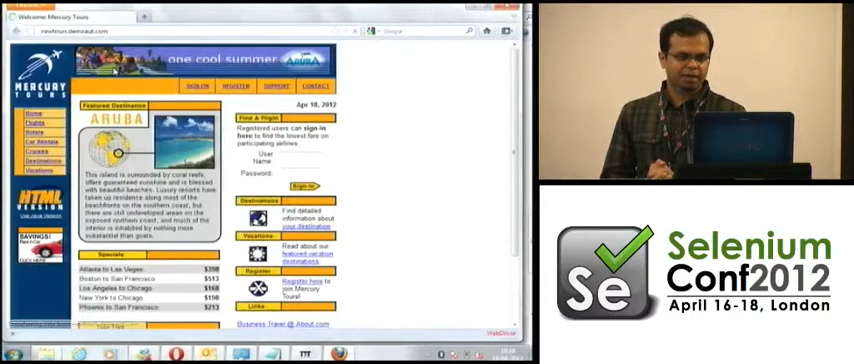 Welcome: Mercury Tours
newtours.demoaut.com
Google
one cool summer
ARUBA
MERCURY
TOURS
SIGN-ON
REGISTER
SUPPORT
CONTACT
Home
Flights
Hotels
Car Rentals
Cruises
Destinations
Vacations
HTML
VERSION
SAVINGS!
CLICK HERE
Featured Destination
Apr 18, 2012
ARUBA
This island is surrounded by coral reefs,
offers guaranteed sunshine and is blessed
with beautiful beaches. Luxury resorts have
taken up residence along most of the
beachfronts on the southern coast, but
there are still undeveloped areas on the
exposed northern coast, and much of the
interior is inhabited by nothing more
substantial than goats.
Specials
Atlanta to Las Vegas $398
Boston to San Francisco $513
Los Angeles to Chicago $168
New York to Chicago $198
Phoenix to San Francisco $213
Find A Flight
Registered users can sign-in
here to find the lowest fare on
participating airlines
User
Name:
Password:
Sign-In
Destinations
Find detailed
information about
your destination
Vacations
Read about our
featured vacation
destinations
Register
Register here to
join Mercury
Tours!
Links
Business Travel @ About.com
WebDriver
Se
Selenium
Conf2012
April 16-18, London